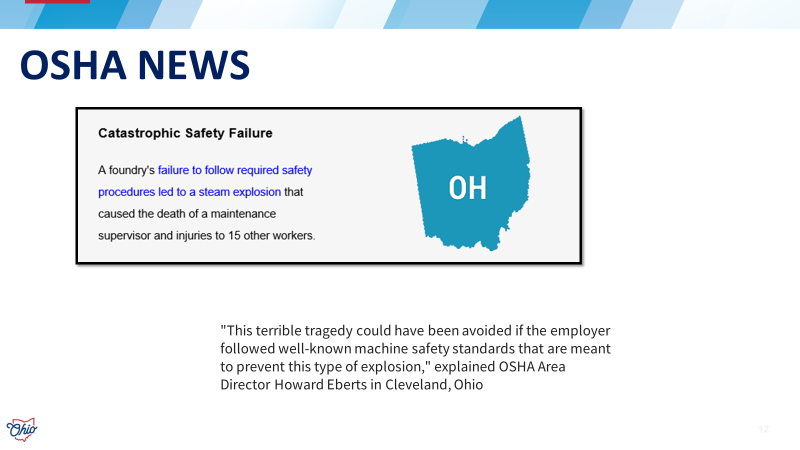 OSHA NEWS
Catastrophic Safety Failure
A foundry's failure to follow required safety
procedures led to a steam explosion that
caused the death of a maintenance
supervisor and injuries to 15 other workers.
OH
"This terrible tragedy could have been avoided if the employer
followed well-known machine safety standards that are meant
to prevent this type of explosion," explained OSHA Area
Director Howard Eberts in Cleveland, Ohio
Ohio
12